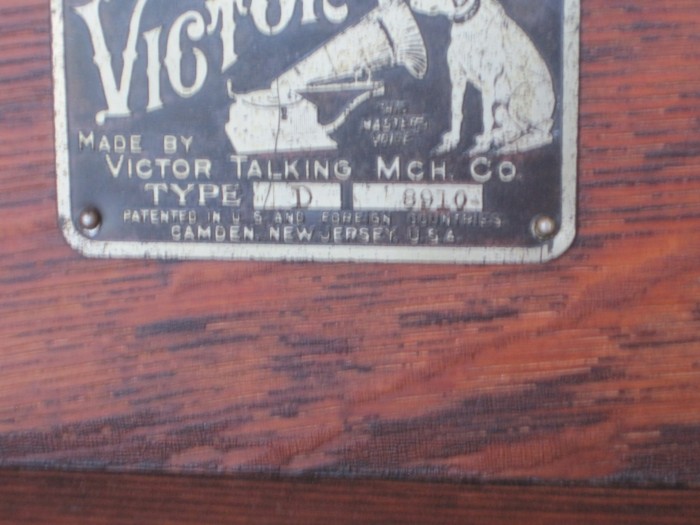 VICTOR
HIS
MASTER'S
VOICE
MADE BY
VICTOR TALKING MCH. CO.
TYPE D 8910
PATENTED IN U.S. AND FOREIGN COUNTRIES
CAMDEN, NEW JERSEY, U.S.A.